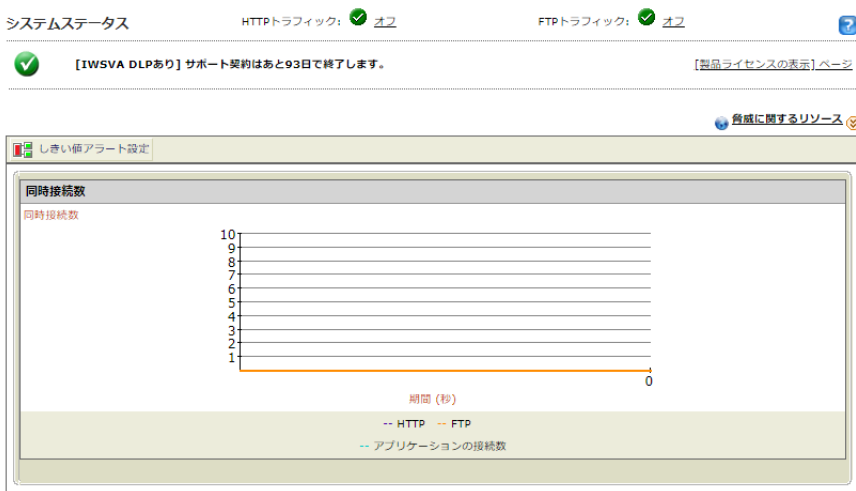 システムステータス HTTPトラフィック: オフ FTPトラフィック: オフ
[IWSVA DLPあり] サポート契約はあと93日で終了します。 [製品ライセンスの表示] ページ
脅威に関するリソース
しきい値アラート設定
同時接続数
同時接続数
10
9
8
7
6
5
4
3
2
1
0
期間 (秒)
-- HTTP -- FTP
-- アプリケーションの接続数